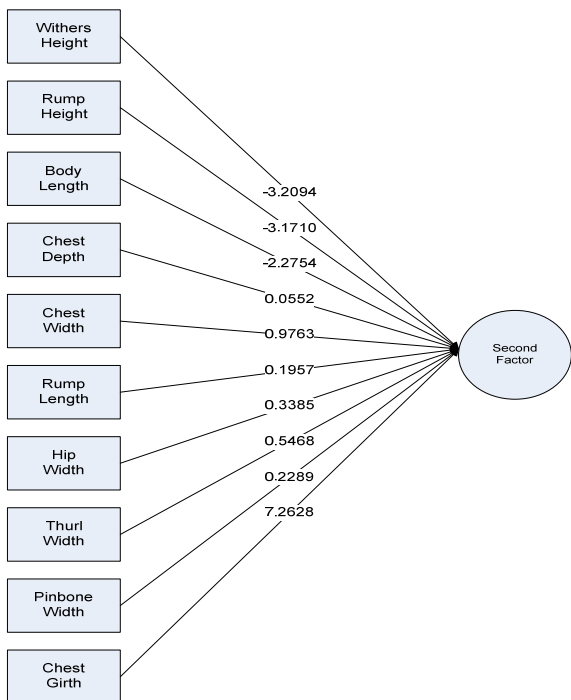 Withers
Height
Rump
Height
Body
Length
Chest
Depth
Chest
Width
Rump
Length
Hip
Width
Thurl
Width
Pinbone
Width
Chest
Girth
-3.2094
-3.1710
-2.2754
0.0552
0.9763
0.1957
0.3385
0.5468
0.2289
7.2628
Second
Factor